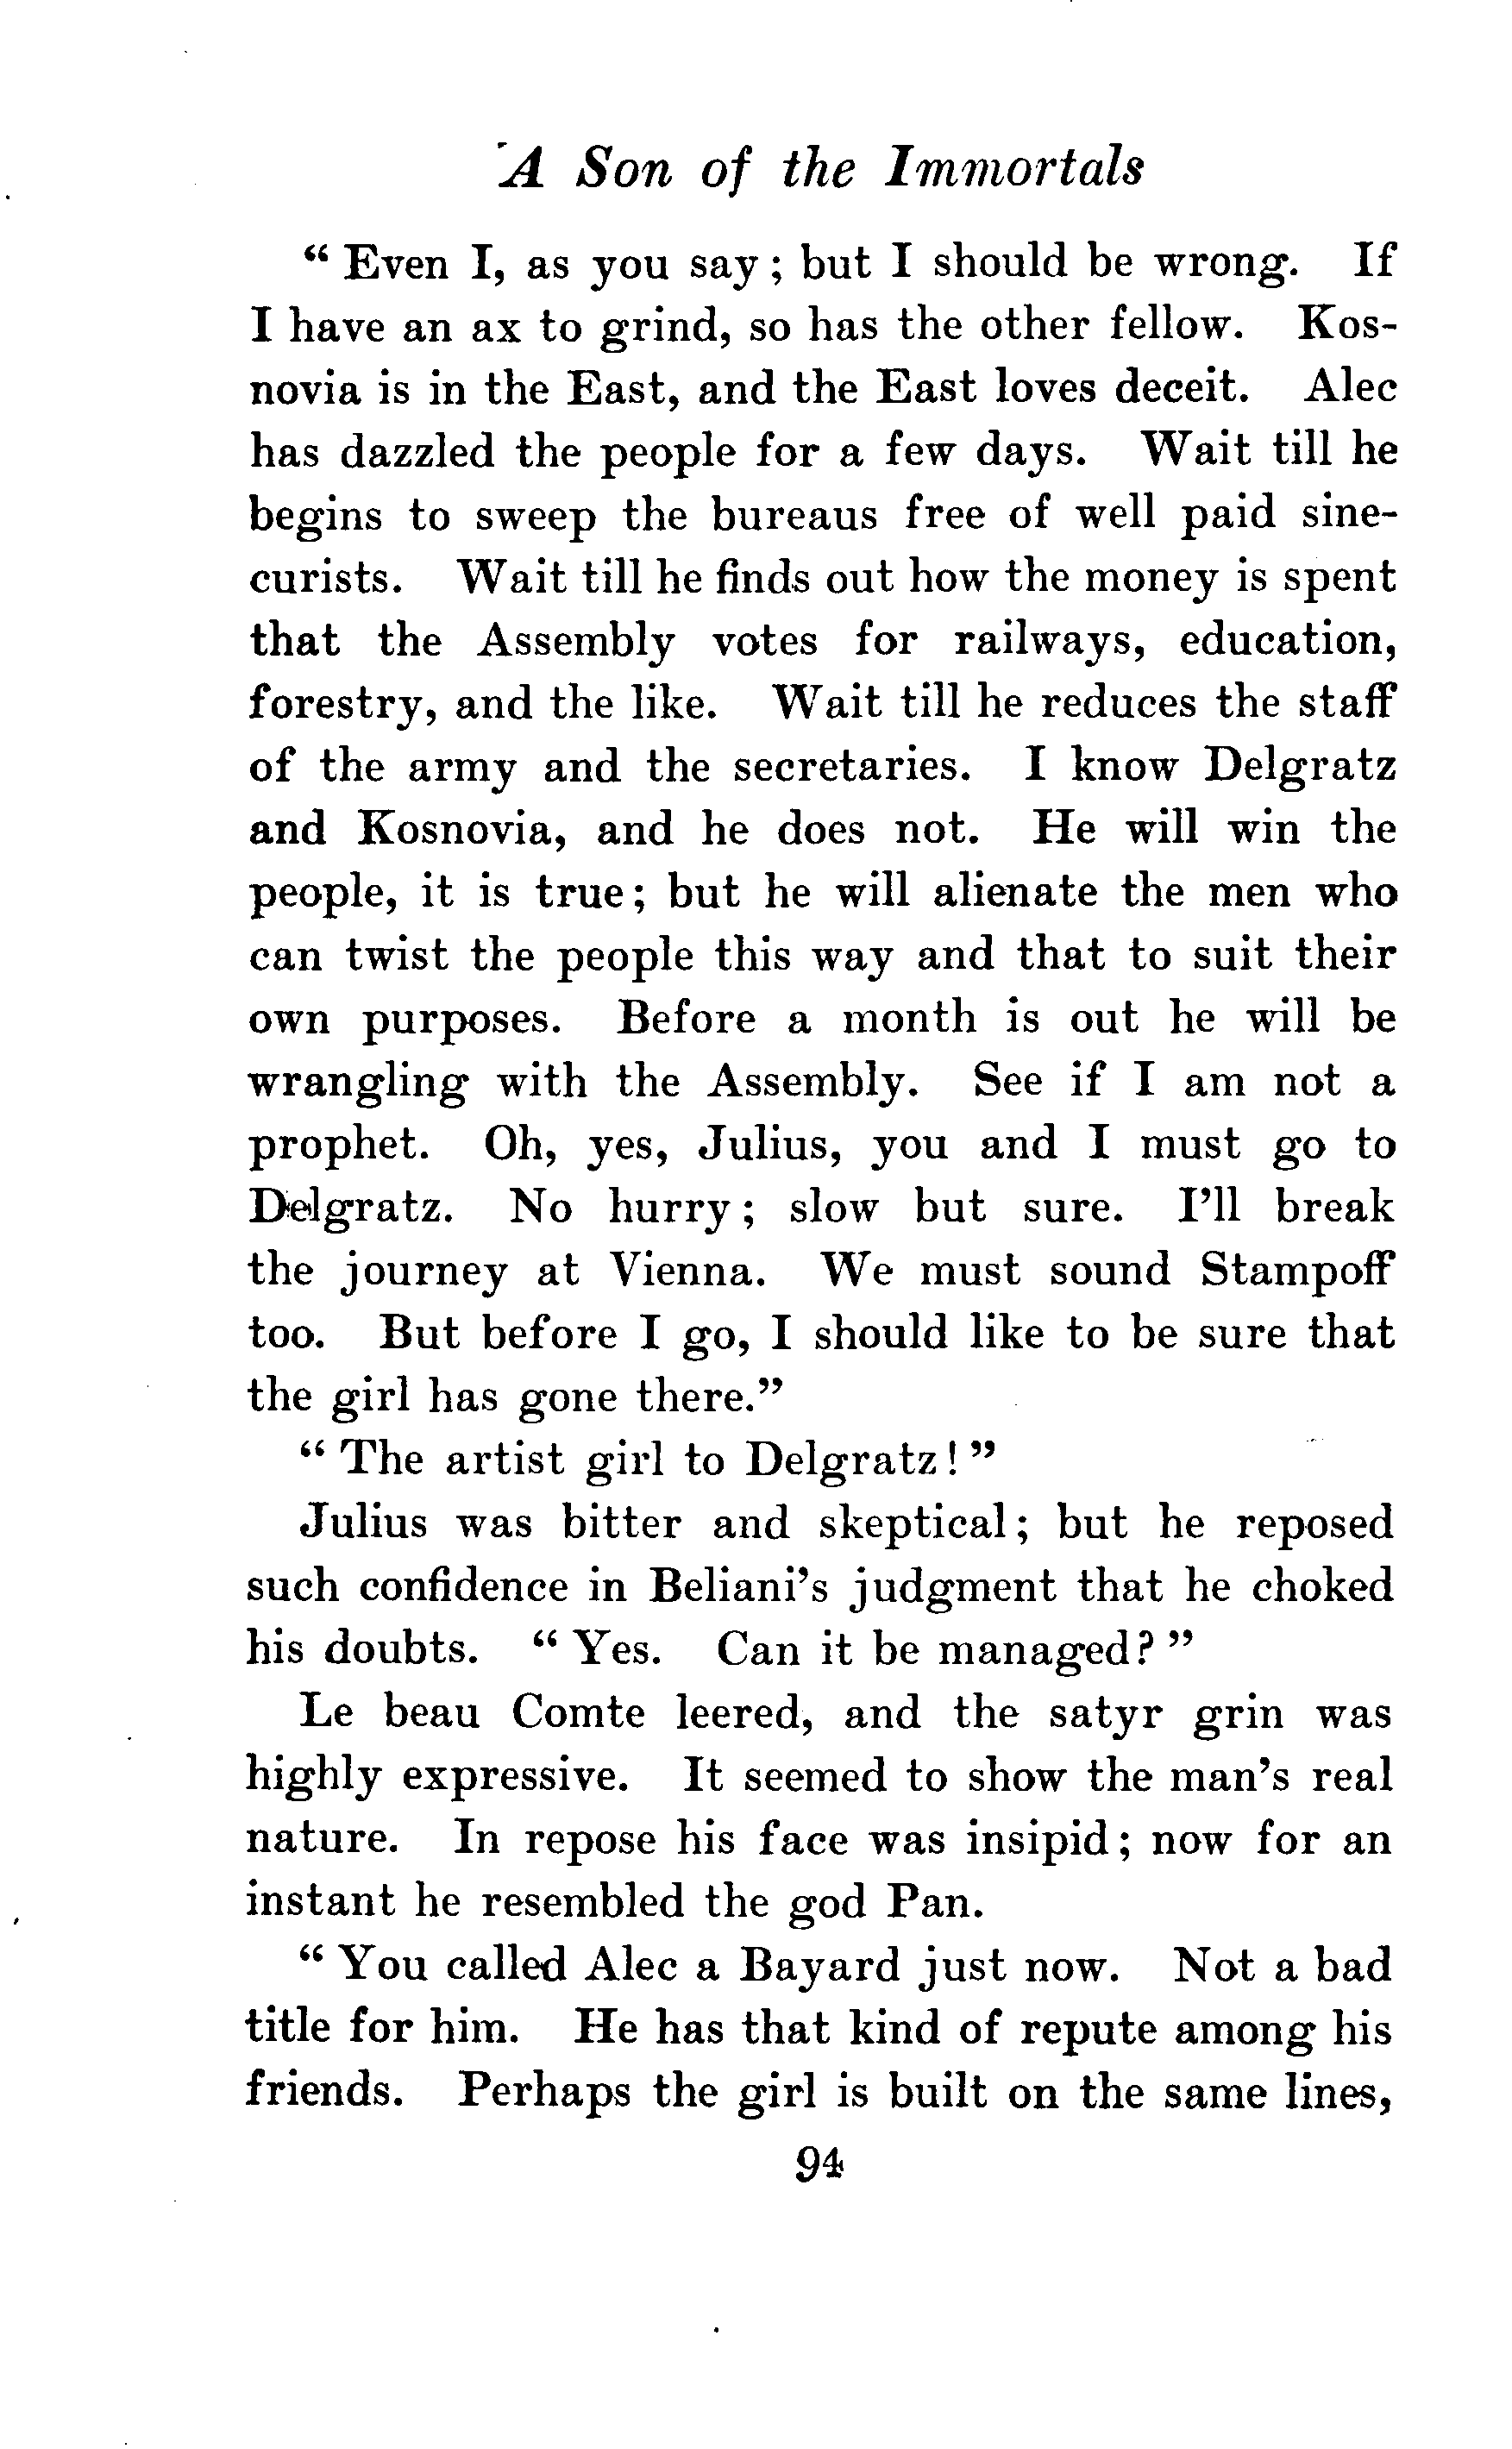 A Son of the Immortals
“ Even I, as you say ; but I should be wrong. If
I have an ax to grind, so has the other fellow. Kos-
novia is in the East, and the East loves deceit. Alec
has dazzled the people for a few days. Wait till he
begins to sweep the bureaus free of well paid sine-
curists. Wait till he finds out how the money is spent
that the Assembly votes for railways, education,
forestry, and the like. Wait till he reduces the staff
of the army and the secretaries. I know Delgratz
and Kosnovia, and he does not. He will win the
people, it is true ; but he will alienate the men who
can twist the people this way and that to suit their
own purposes. Before a month is out he will be
wrangling with the Assembly. See if I am not a
prophet. Oh, yes, Julius, you and I must go to
Delgratz. No hurry ; slow but sure. I’ll break
the journey at Vienna. We must sound Stampoff
too. But before I go, I should like to be sure that
the girl has gone there.”
“ The artist girl to Delgratz ! ”
Julius was bitter and skeptical ; but he reposed
such confidence in Beliani’s judgment that he choked
his doubts. “ Yes. Can it be managed? ”
Le beau Comte leered, and the satyr grin was
highly expressive. It seemed to show the man’s real
nature. In repose his face was insipid ; now for an
instant he resembled the god Pan.
“ You called Alec a Bayard just now. Not a bad
title for him. He has that kind of repute among his
friends. Perhaps the girl is built on the same lines,
94